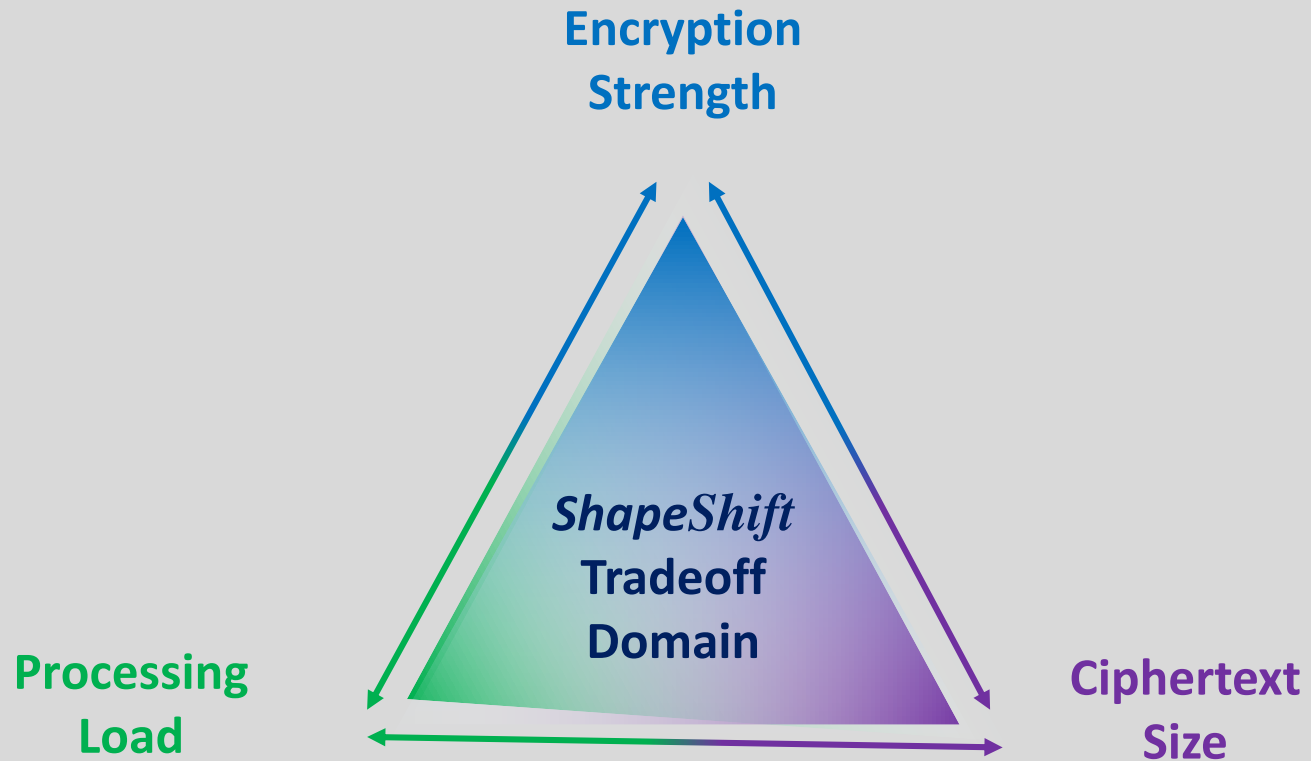 Encryption
Strength
ShapeShift
Tradeoff
Domain
Processing
Load
Ciphertext
Size